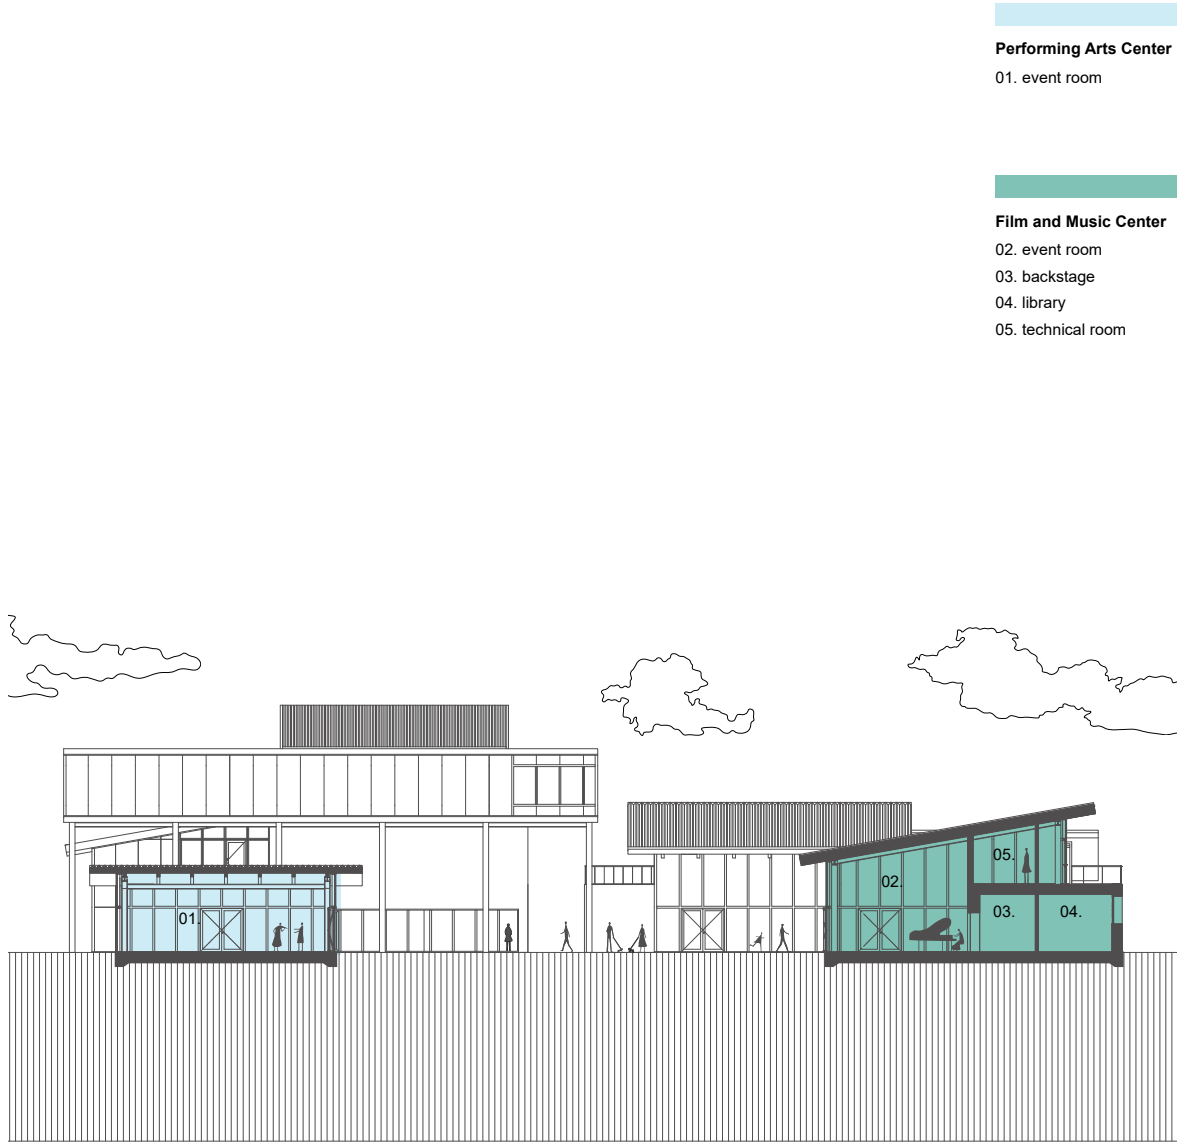 Performing Arts Center
01. event room
Film and Music Center
02. event room
03. backstage
04. library
05. technical room
05.
02.
03.
04.
01.